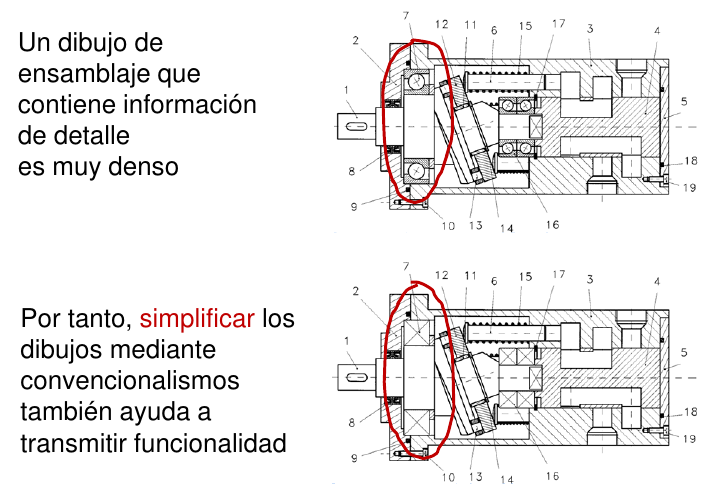 Un dibujo de
ensamblaje que
contiene información
de detalle
es muy denso
7
12 11 6 15 17 3 4
2
1
5
8
18
9
19
10 13 14 16
Por tanto, simplificar los
dibujos mediante
convencionalismos
también ayuda a
transmitir funcionalidad
7
12 11 6 15 17 3 4
2
1
5
8
18
9
19
10 13 14 16